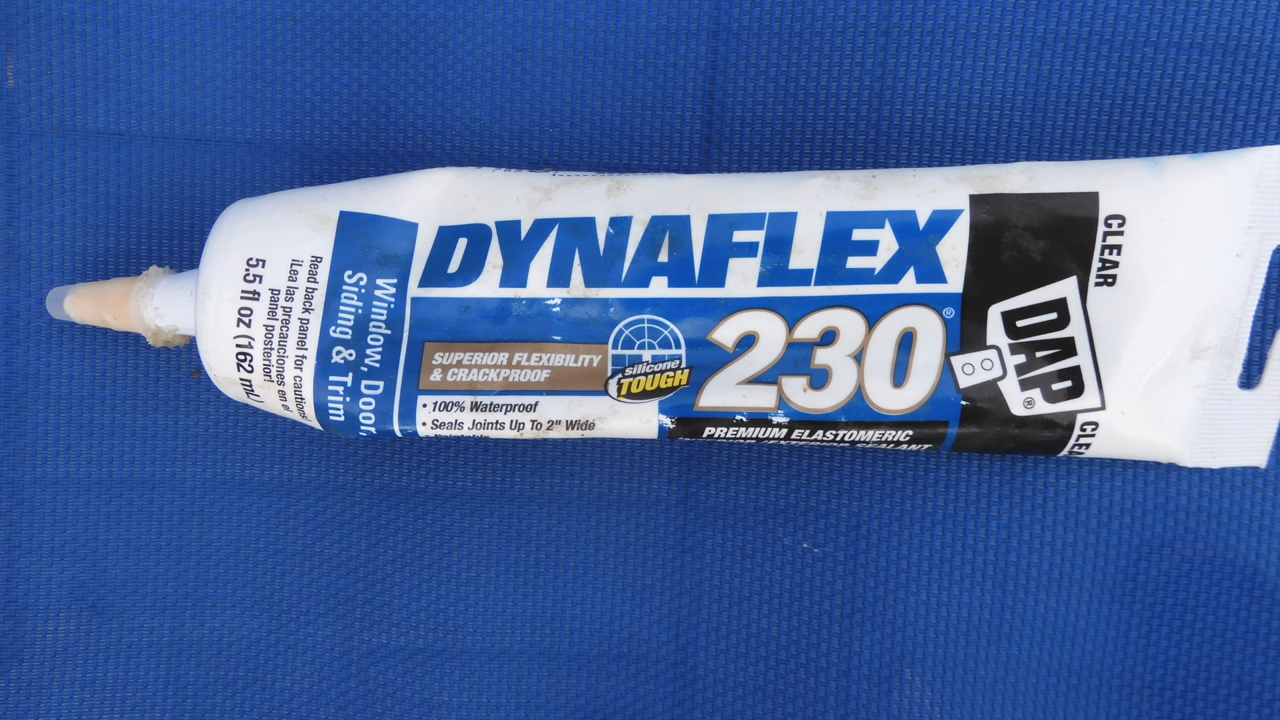 DYNAFLEX
230®
SUPERIOR FLEXIBILITY
& CRACKPROOF
silicone
TOUGH
• 100% Waterproof
• Seals Joints Up To 2" Wide
PREMIUM ELASTOMERIC
SEALANT
Window, Door,
Siding & Trim
Read back panel for cautions
¡Lea las precauciones en el
panel posterior!
5.5 fl oz (162 mL)
CLEAR
DAP®